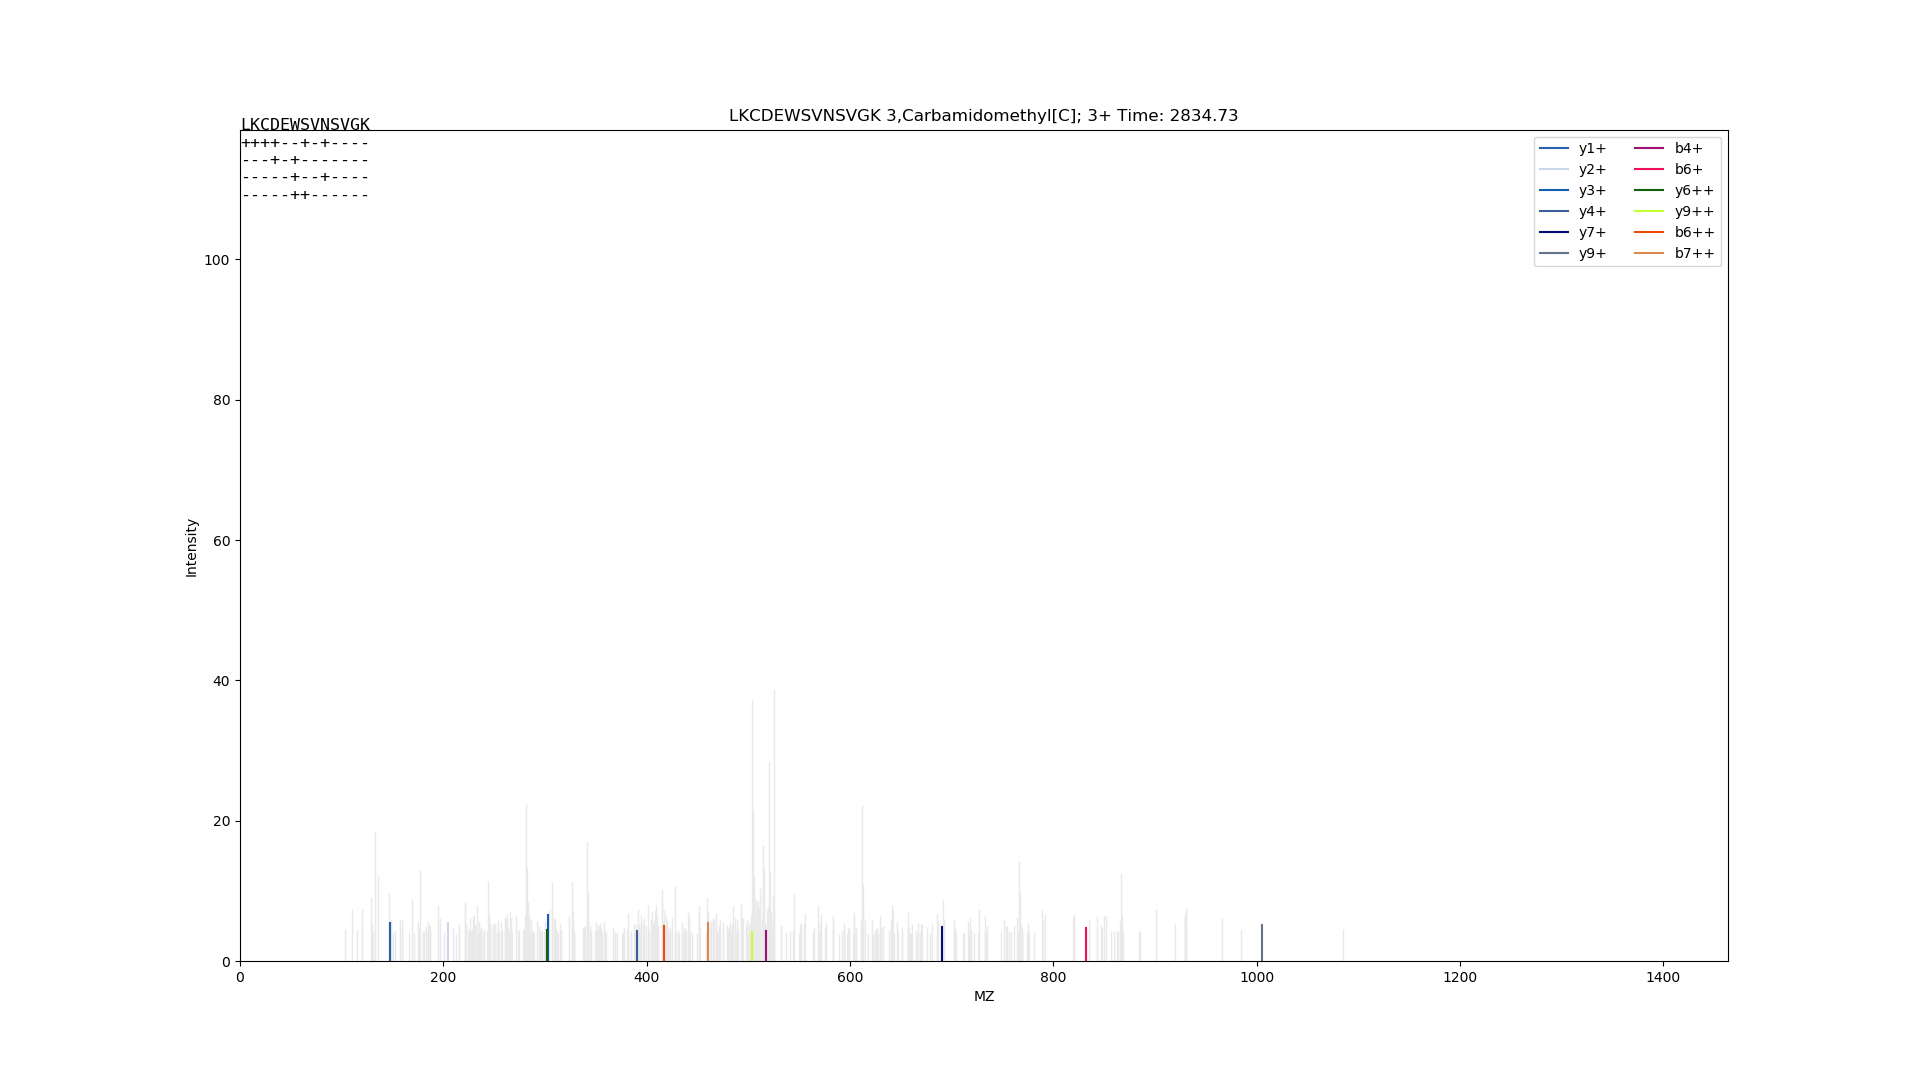 LKCDEWSVNSVGK 3,Carbamidomethyl[C]; 3+ Time: 2834.73
LKCDEWSVNSVGK
++++--+-+----
---+-+-------
-----+--+----
-----++------
y1+ b4+
y2+ b6+
y3+ y6++
y4+ y9++
y7+ b6++
y9+ b7++
100
80
60
40
20
0
Intensity
0 200 400 600 800 1000 1200 1400
MZ